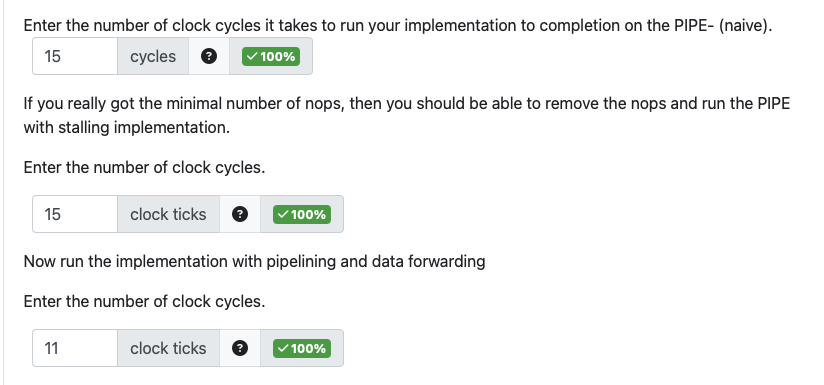 Enter the number of clock cycles it takes to run your implementation to completion on the PIPE- (naive).
15 cycles ? ✓100%
If you really got the minimal number of nops, then you should be able to remove the nops and run the PIPE
with stalling implementation.
Enter the number of clock cycles.
15 clock ticks ? ✓100%
Now run the implementation with pipelining and data forwarding
Enter the number of clock cycles.
11 clock ticks ? ✓100%